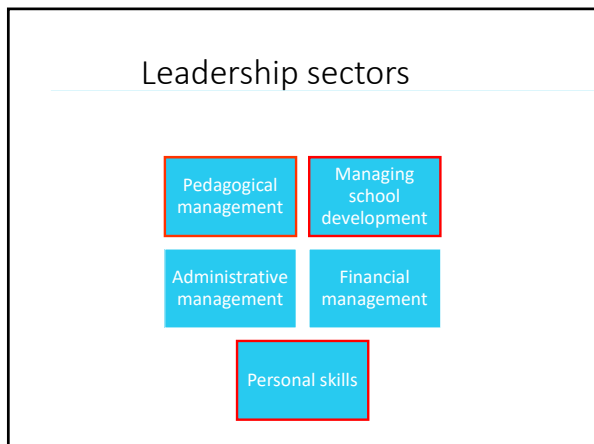 Leadership sectors
Pedagogical
management
Managing
school
development
Administrative
management
Financial
management
Personal skills